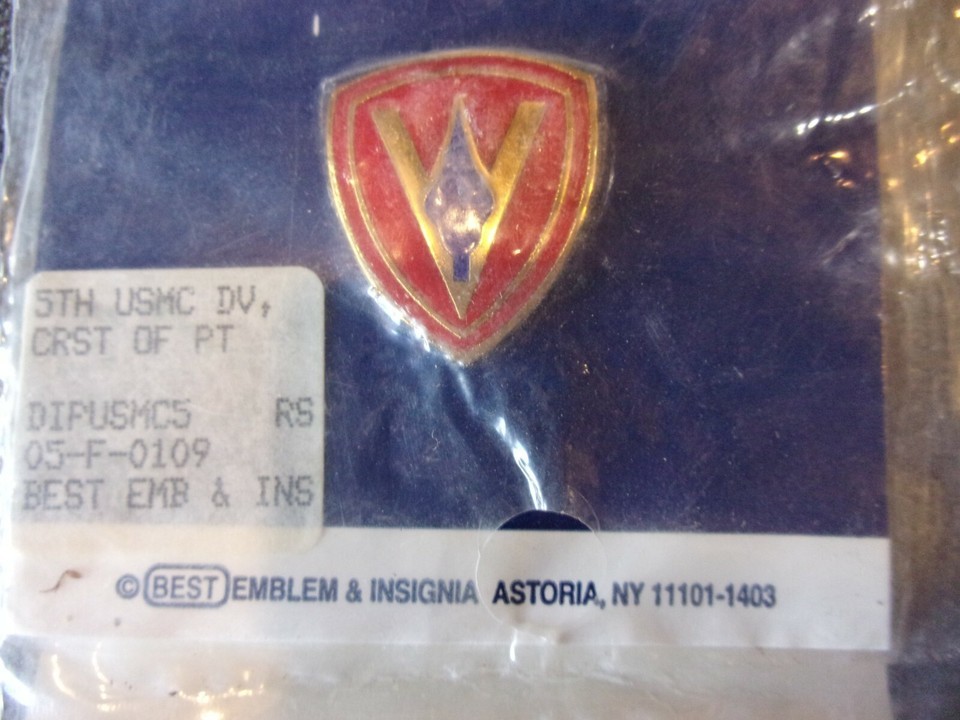 5TH USMC DV,
CRST OF PT
DIPUSMC5 RS
05-F-0109
BEST EMB & INS
© BEST EMBLEM & INSIGNIA ASTORIA, NY 11101-1403